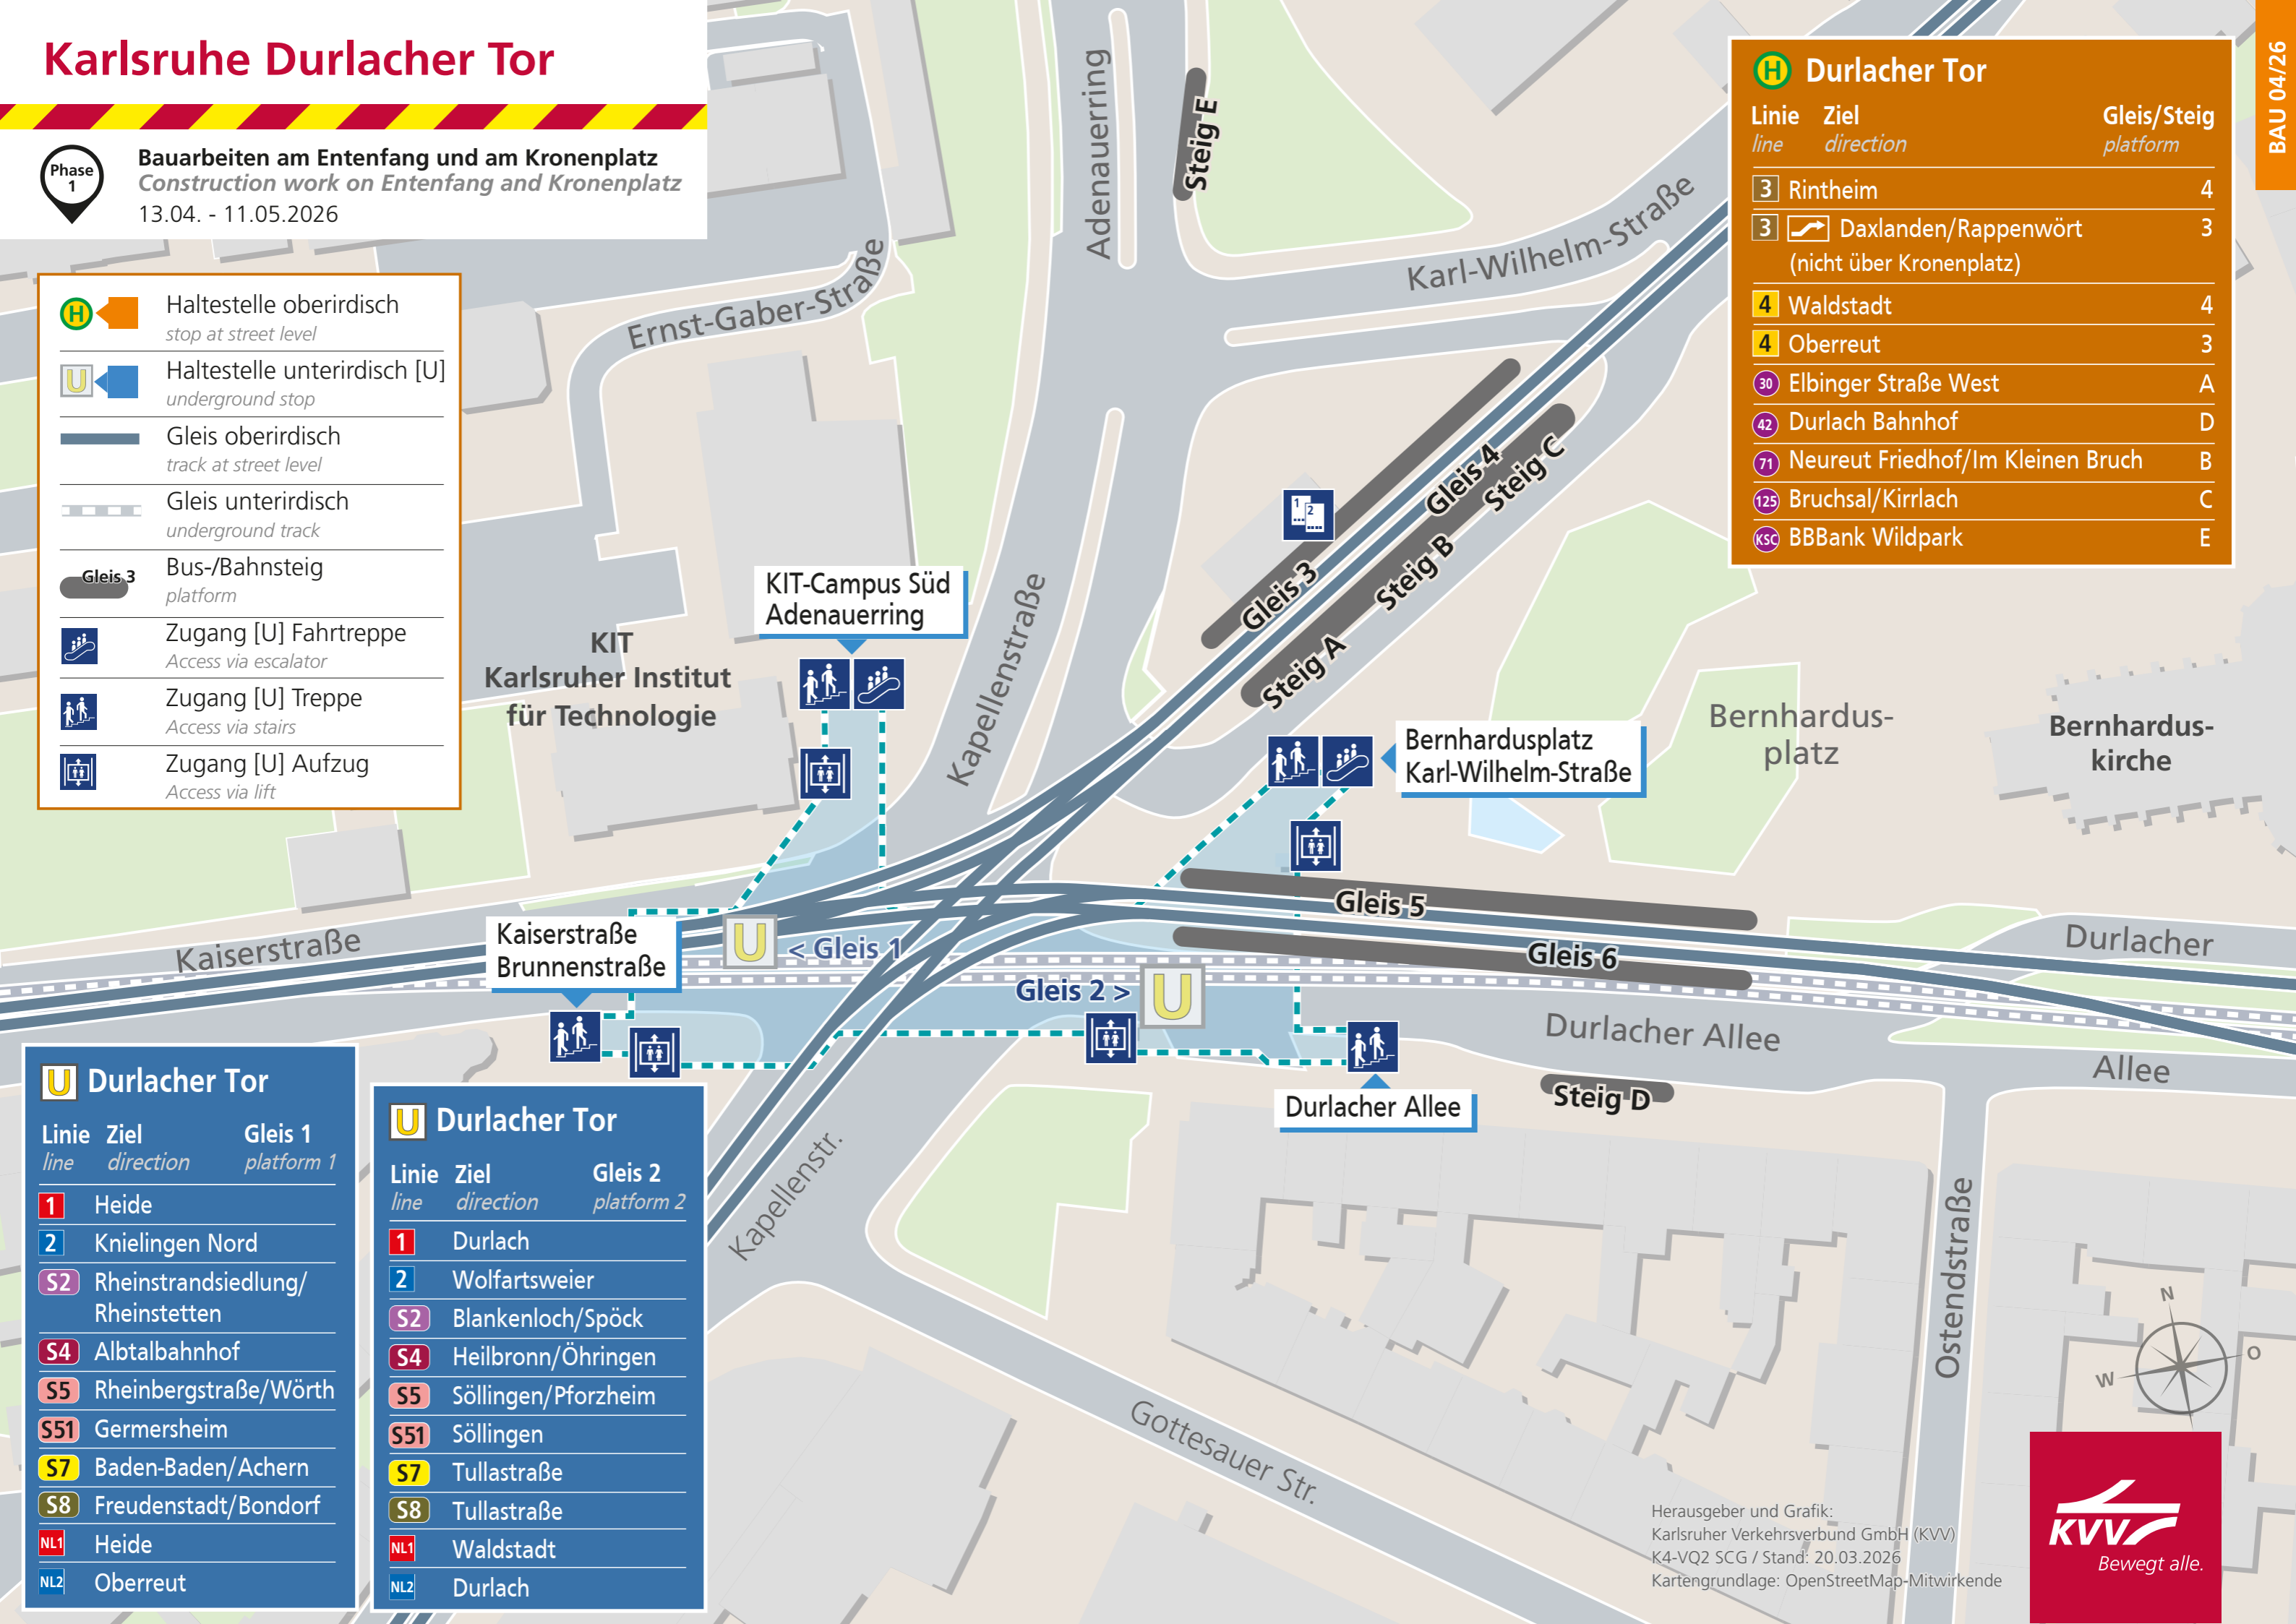 Karlsruhe Durlacher Tor
Phase
1
Bauarbeiten am Entenfang und am Kronenplatz
Construction work on Entenfang and Kronenplatz
13.04. - 11.05.2026
H
Haltestelle oberirdisch
stop at street level
U
Haltestelle unterirdisch [U]
underground stop
Gleis oberirdisch
track at street level
Gleis unterirdisch
underground track
Gleis 3
Bus-/Bahnsteig
platform
Zugang [U] Fahrtreppe
Access via escalator
Zugang [U] Treppe
Access via stairs
Zugang [U] Aufzug
Access via lift
BAU 04/26
H Durlacher Tor
Linie Ziel Gleis/Steig
line direction platform
3 Rintheim 4
3 Daxlanden/Rappenwört 3
(nicht über Kronenplatz)
4 Waldstadt 4
4 Oberreut 3
30 Elbinger Straße West A
42 Durlach Bahnhof D
71 Neureut Friedhof/Im Kleinen Bruch B
125 Bruchsal/Kirrlach C
KSC BBBank Wildpark E
Adenauerring
Steig E
Karl-Wilhelm-Straße
Ernst-Gaber-Straße
Gleis 4
Steig C
1
2
Steig B
Gleis 3
Steig A
KIT-Campus Süd
Adenauerring
KIT
Karlsruher Institut
für Technologie
Kapellenstraße
Bernhardusplatz
Karl-Wilhelm-Straße
Bernhardus-
platz
Bernhardus-
kirche
Kaiserstraße
Kaiserstraße
Brunnenstraße
U
< Gleis 1
Gleis 2 >
U
Gleis 5
Gleis 6
Durlacher
Durlacher Allee
Allee
Steig D
Durlacher Allee
Kapellenstr.
Gottesauer Str.
Ostendstraße
N
O
W
U Durlacher Tor
Linie Ziel Gleis 1
line direction platform 1
1 Heide
2 Knielingen Nord
S2 Rheinstrandsiedlung/
Rheinstetten
S4 Albtalbahnhof
S5 Rheinbergstraße/Wörth
S51 Germersheim
S7 Baden-Baden/Achern
S8 Freudenstadt/Bondorf
NL1 Heide
NL2 Oberreut
U Durlacher Tor
Linie Ziel Gleis 2
line direction platform 2
1 Durlach
2 Wolfartsweier
S2 Blankenloch/Spöck
S4 Heilbronn/Öhringen
S5 Söllingen/Pforzheim
S51 Söllingen
S7 Tullastraße
S8 Tullastraße
NL1 Waldstadt
NL2 Durlach
Herausgeber und Grafik:
Karlsruher Verkehrsverbund GmbH (KVV)
K4-VQ2 SCG / Stand: 20.03.2026
Kartengrundlage: OpenStreetMap-Mitwirkende
KVV
Bewegt alle.